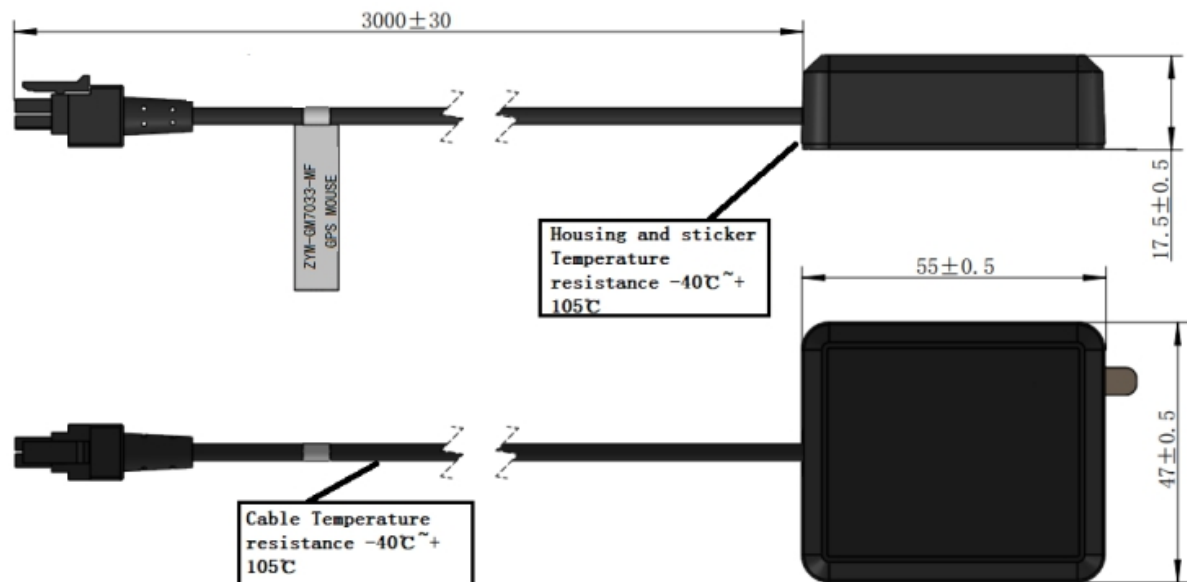 3000±30
ZYM-GM7033-MF
GPS MOUSE
17.5±0.5
Housing and sticker
Temperature
resistance -40℃~+
105℃
55±0.5
47±0.5
Cable Temperature
resistance -40℃~+
105℃